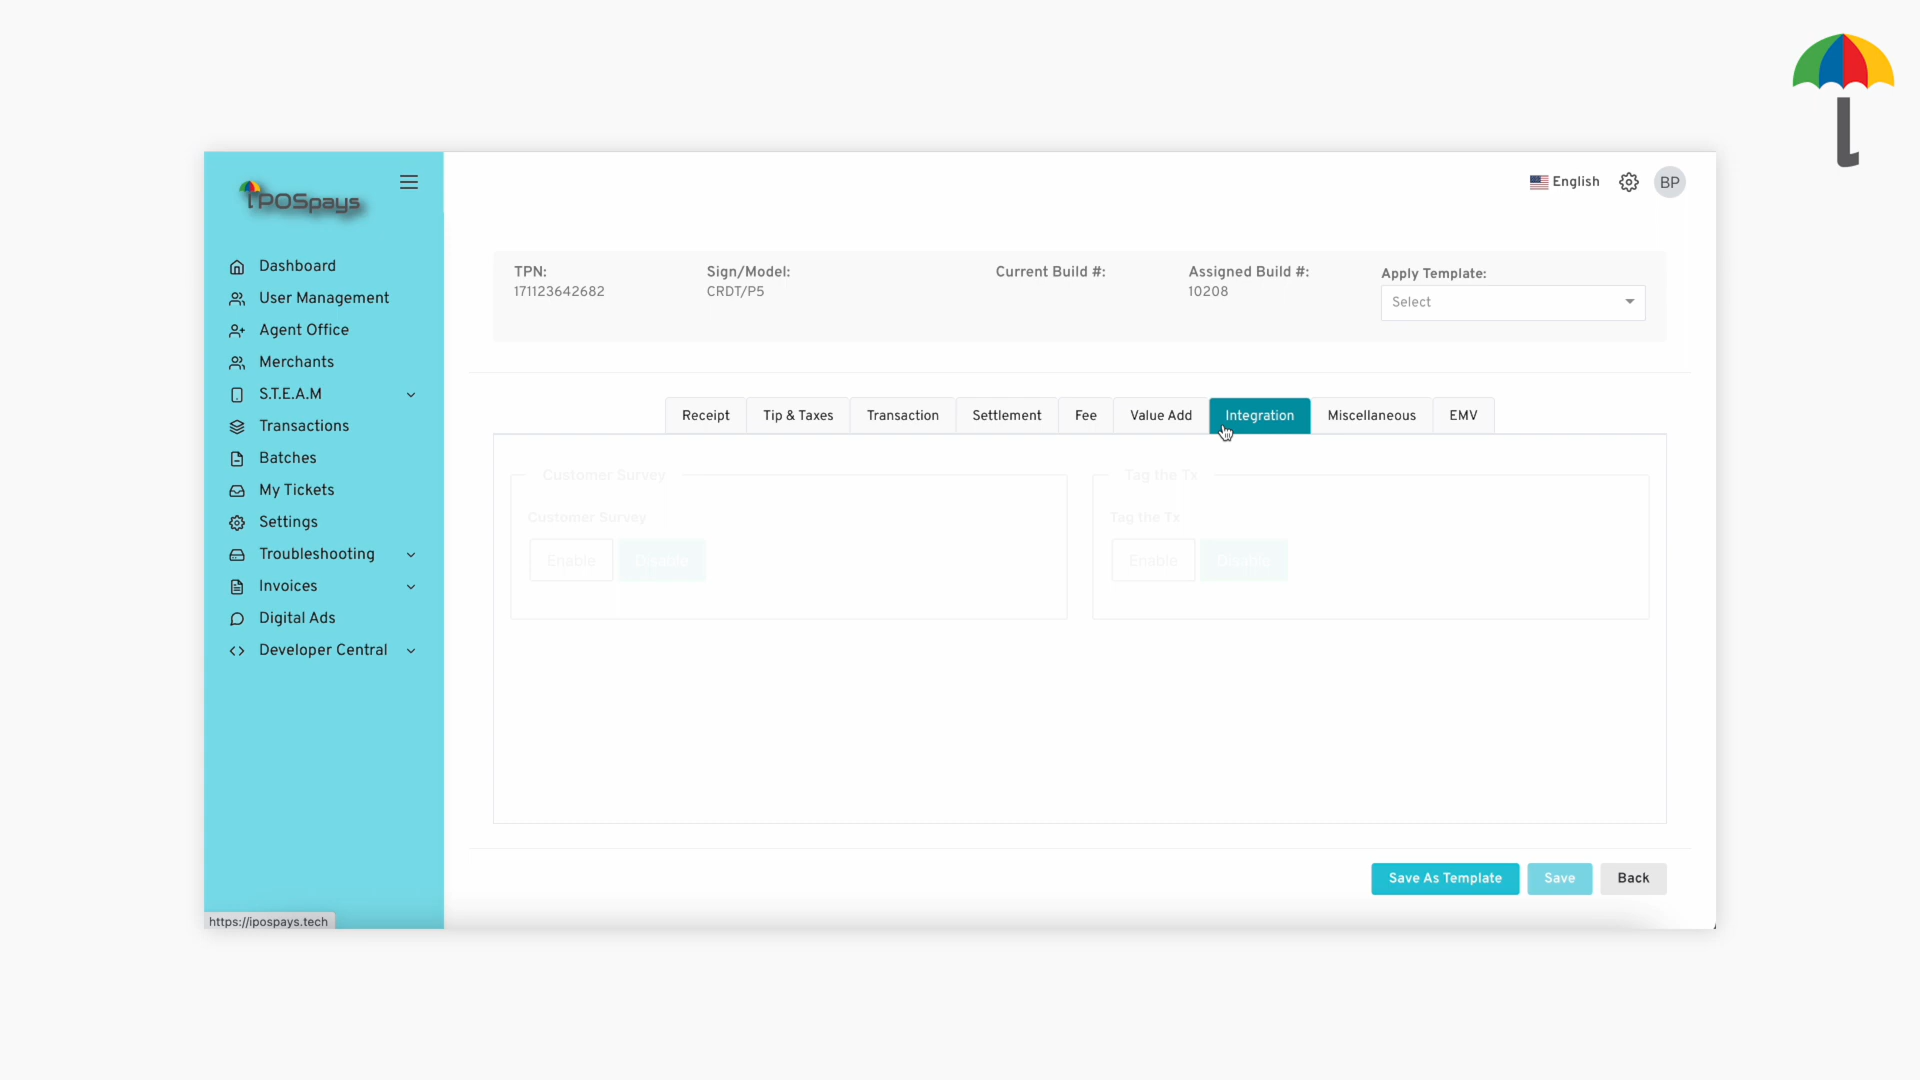 iPOSpays
English
BP
Dashboard
User Management
Agent Office
Merchants
S.T.E.A.M
Transactions
Batches
My Tickets
Settings
Troubleshooting
Invoices
Digital Ads
Developer Central
https://ipospays.tech
TPN:
171123642682
Sign/Model:
CRDT/P5
Current Build #:
Assigned Build #:
10208
Apply Template:
Select
Receipt
Tip & Taxes
Transaction
Settlement
Fee
Value Add
Integration
Miscellaneous
EMV
Customer Survey
Customer Survey
Enable
Disable
Tag the Tx
Tag the Tx
Enable
Disable
Save As Template
Save
Back